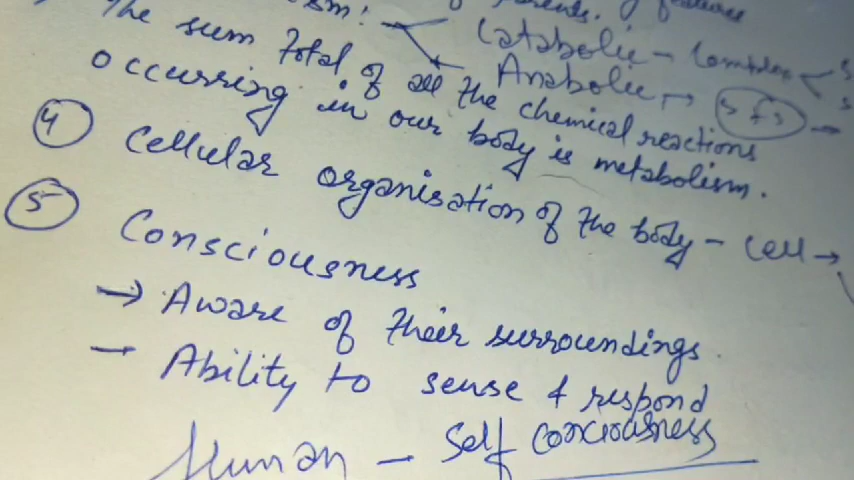 Catabolic - Complex
Anabolic →
The sum total of all the chemical reactions
occurring in our body is metabolism.
④ Cellular organisation of the body - Cell →
⑤ Consciousness
→ Aware of their surroundings.
- Ability to sense & respond
Human - Self conciousness